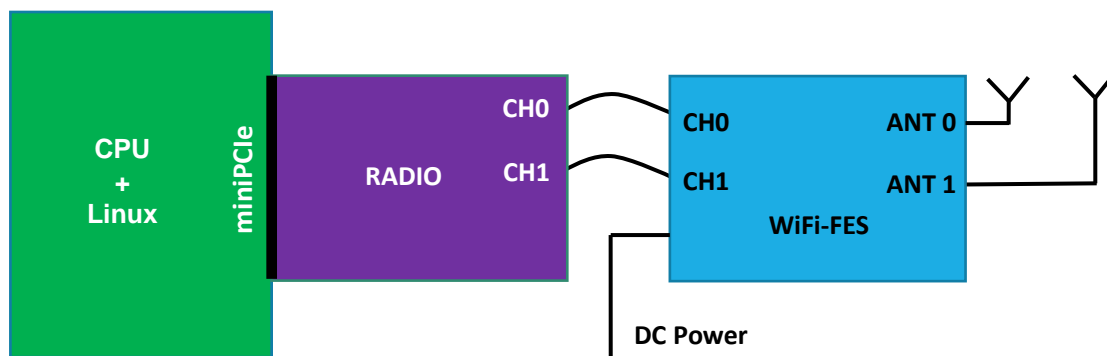 CPU
+
Linux
miniPCIe
RADIO
CH0
CH1
CH0
CH1
ANT 0
ANT 1
WiFi-FES
DC Power